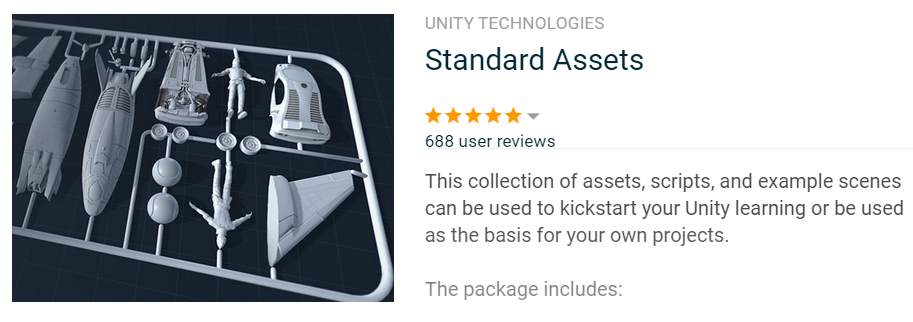 UNITY TECHNOLOGIES
Standard Assets
688 user reviews
This collection of assets, scripts, and example scenes
can be used to kickstart your Unity learning or be used
as the basis for your own projects.
The package includes: